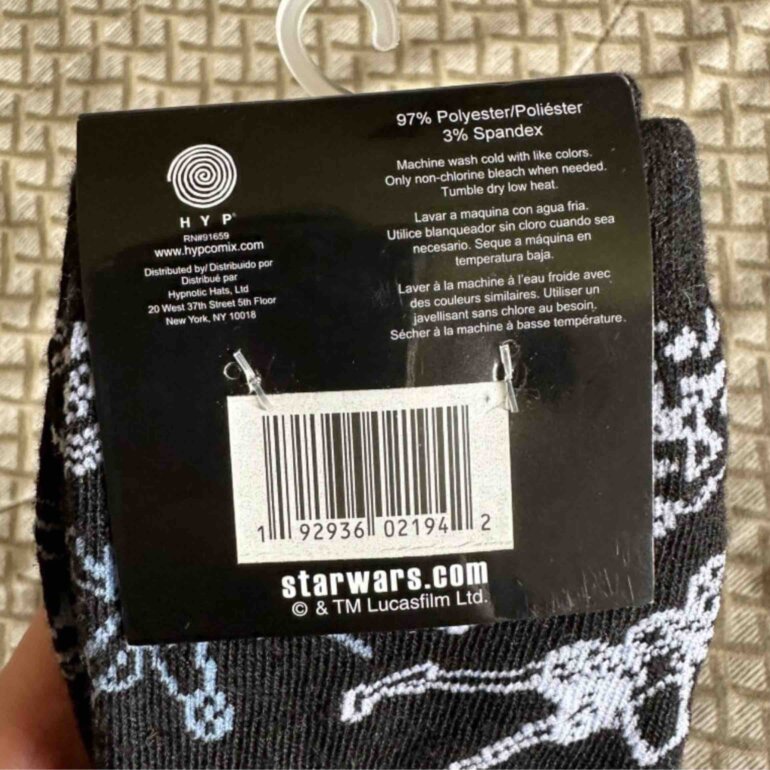 HYP
RN#91659
www.hypcomix.com
Distributed by/ Distribuido por
Distribué par
Hypnotic Hats, Ltd
20 West 37th Street 5th Floor
New York, NY 10018
97% Polyester/Poliéster
3% Spandex
Machine wash cold with like colors.
Only non-chlorine bleach when needed.
Tumble dry low heat.
Lavar a maquina con agua fria.
Utilice blanqueador sin cloro cuando sea
necesario. Seque a máquina en
temperatura baja.
Laver à la machine à l'eau froide avec
des couleurs similaires. Utiliser un
javellisant sans chlore au besoin.
Sécher à la machine à basse température.
1 92936 02194 2
starwars.com
© & TM Lucasfilm Ltd.